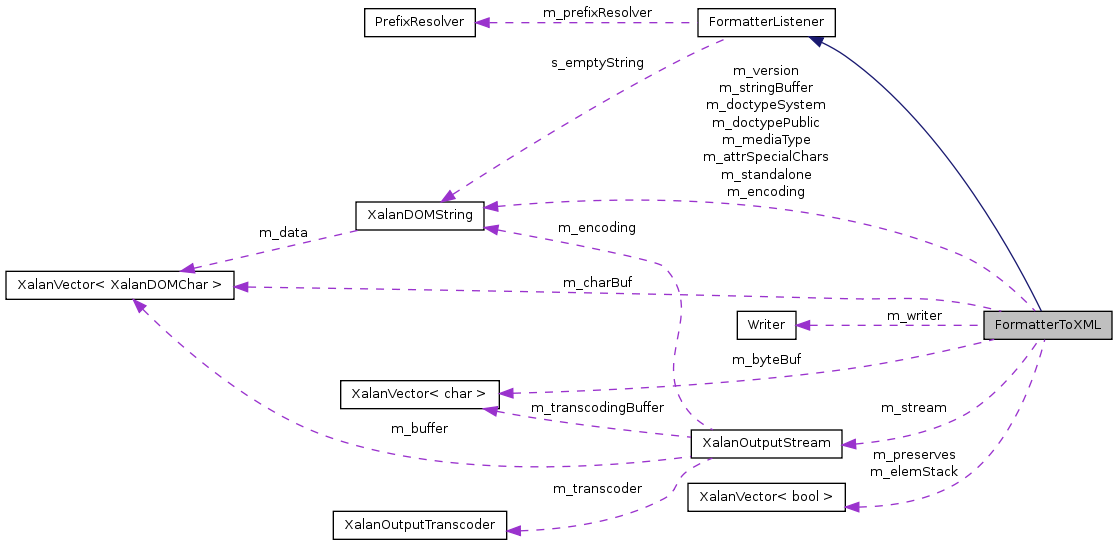 m_prefixResolver
PrefixResolver
FormatterListener
s_emptyString
m_version
m_stringBuffer
m_doctypeSystem
m_doctypePublic
m_mediaType
m_attrSpecialChars
m_standalone
m_encoding
XalanDOMString
m_encoding
m_data
XalanVector< XalanDOMChar >
m_charBuf
Writer
m_writer
FormatterToXML
m_byteBuf
XalanVector< char >
m_transcodingBuffer
m_stream
m_buffer
XalanOutputStream
m_preserves
m_elemStack
m_transcoder
XalanVector< bool >
XalanOutputTranscoder